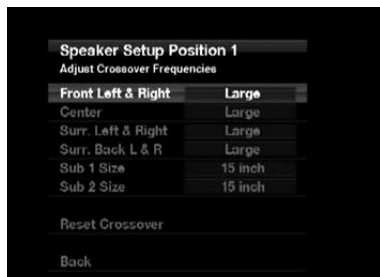 Speaker Setup Position 1
Adjust Crossover Frequencies
Front Left & Right Large
Center Large
Surr. Left & Right Large
Surr. Back L & R Large
Sub 1 Size 15 inch
Sub 2 Size 15 inch
Reset Crossover
Back